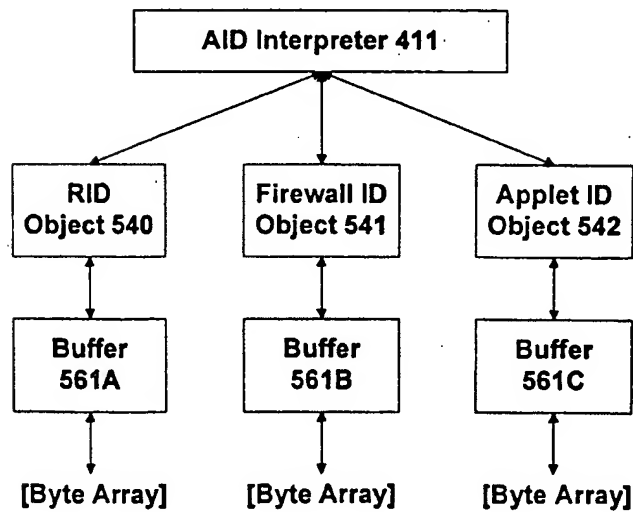 AID Interpreter 411
RID
Object 540
Firewall ID
Object 541
Applet ID
Object 542
Buffer
561A
Buffer
561B
Buffer
561C
[Byte Array]
[Byte Array]
[Byte Array]